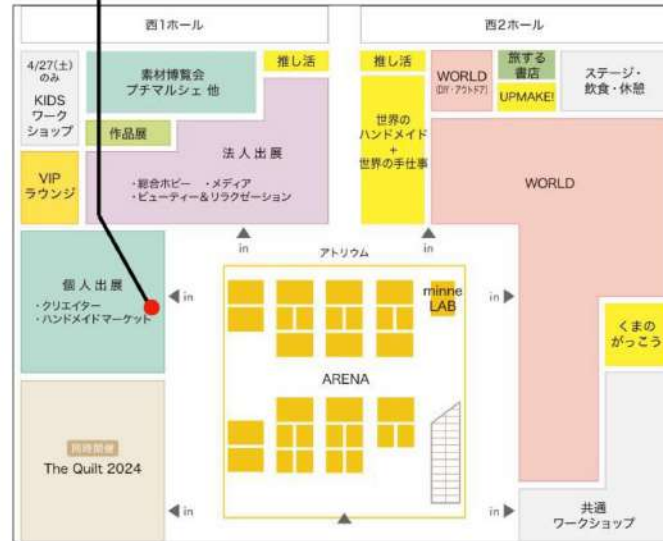 西1ホール
西2ホール
4/27(土)
のみ
KIDS
ワーク
ショップ
素材博覧会
プチマルシェ 他
推し活
作品展
法人出展
・総合ホビー ・メディア
・ビューティー&リラクゼーション
VIP
ラウンジ
推し活
世界の
ハンドメイド
+
世界の手仕事
WORLD
(DIY・アウトドア)
旅する
書店
UPMAKE!
ステージ・
飲食・休憩
WORLD
in
アトリウム
in
個人出展
・クリエイター
・ハンドメイドマーケット
in
minne
LAB
in
くまの
がっこう
ARENA
同時開催
The Quilt 2024
in
in
共通
ワークショップ